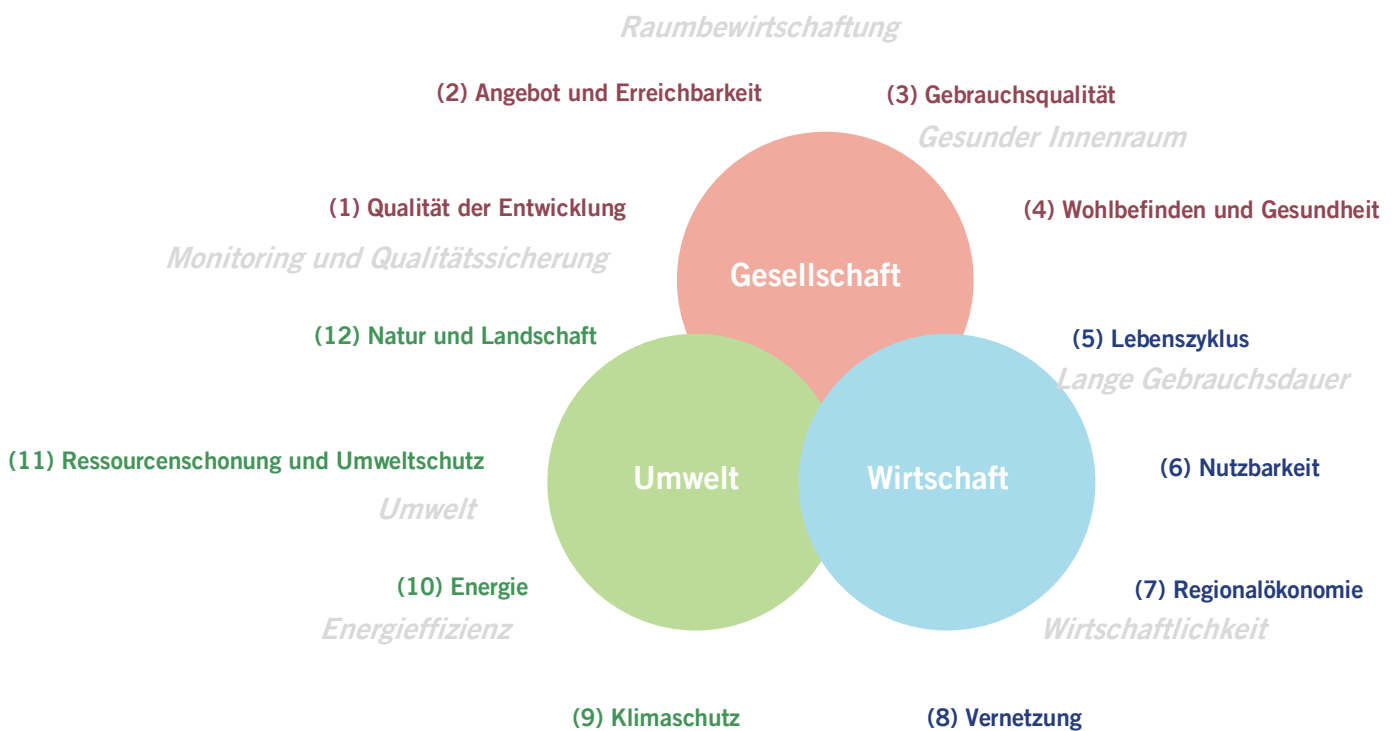 Raumbewirtschaftung
(2) Angebot und Erreichbarkeit
(3) Gebrauchsqualität
Gesunder Innenraum
(1) Qualität der Entwicklung
(4) Wohlbefinden und Gesundheit
Monitoring und Qualitätssicherung
Gesellschaft
(12) Natur und Landschaft
(5) Lebenszyklus
Lange Gebrauchsdauer
(11) Ressourcenschonung und Umweltschutz
Umwelt
Wirtschaft
(6) Nutzbarkeit
Umwelt
(10) Energie
(7) Regionalökonomie
Energieffizienz
Wirtschaftlichkeit
(9) Klimaschutz
(8) Vernetzung